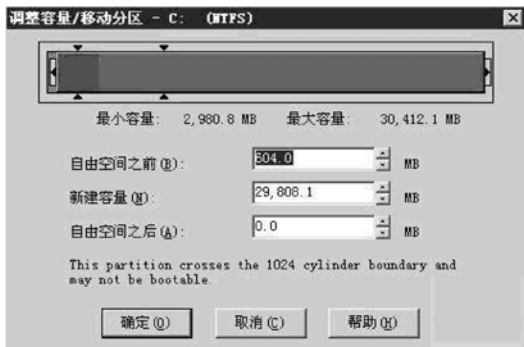 调整容量/移动分区 - C: (NTFS)
最小容量: 2,980.8 MB 最大容量: 30,412.1 MB
自由空间之前(B): 604.0 MB
新建容量(N): 29,808.1 MB
自由空间之后(A): 0.0 MB
This partition crosses the 1024 cylinder boundary and
may not be bootable.
确定(O) 取消(C) 帮助(H)